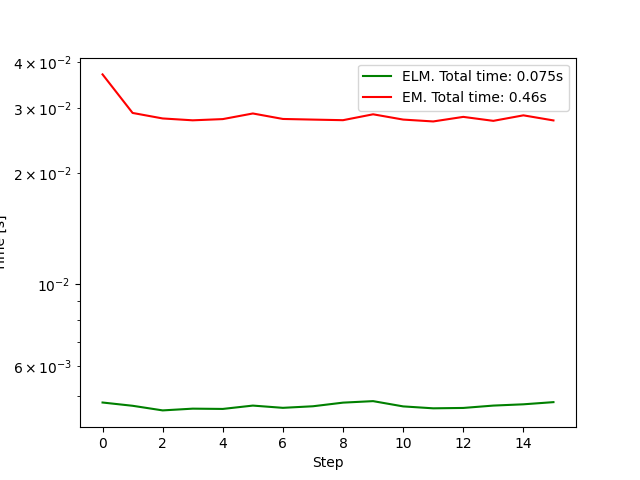 4 × 10⁻²
3 × 10⁻²
2 × 10⁻²
10⁻²
6 × 10⁻³
ELM. Total time: 0.075s
EM. Total time: 0.46s
0 2 4 6 8 10 12 14
Step